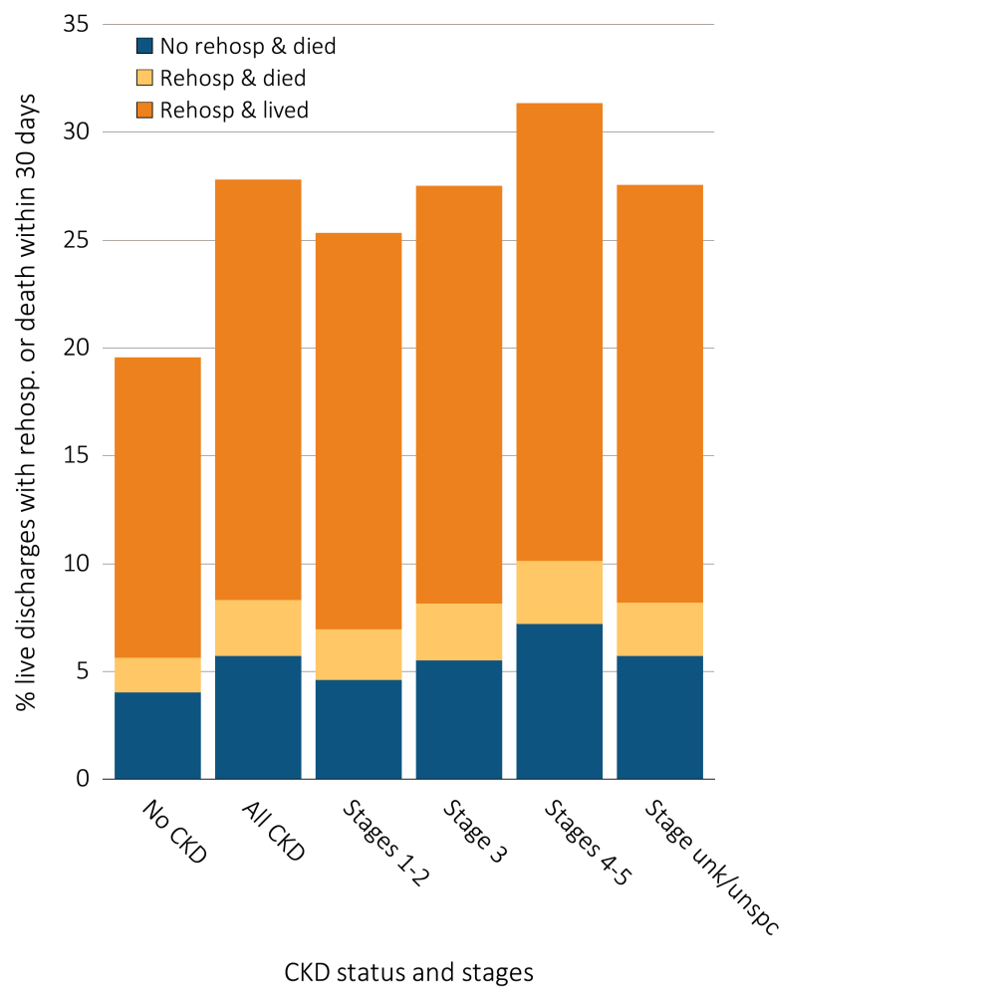 35
No rehosp & died
Rehosp & died
Rehosp & lived
30
25
20
15
10
5
0
% live discharges with rehosp. or death within 30 days
No CKD
All CKD
Stages 1-2
Stage 3
Stages 4-5
Stage unk/unspc
CKD status and stages